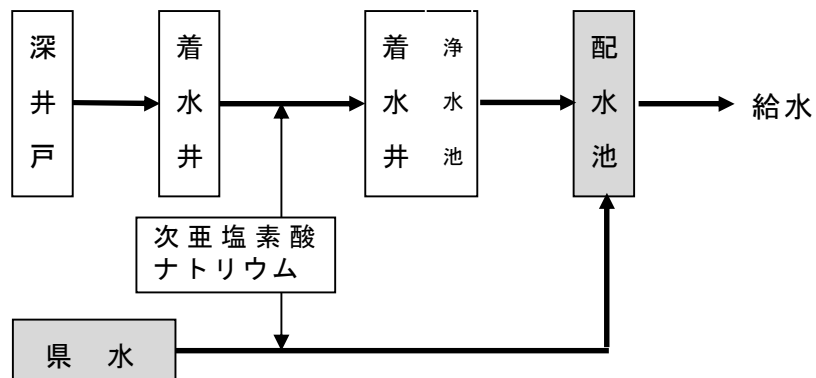 深井戸
着水井
着水井
浄水池
配水池
給水
次亜塩素酸
ナトリウム
県水